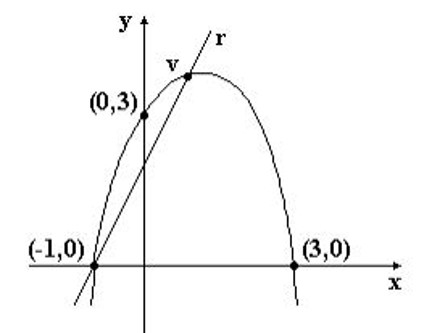 y
r
v
(0,3)
(-1,0)
(3,0)
x